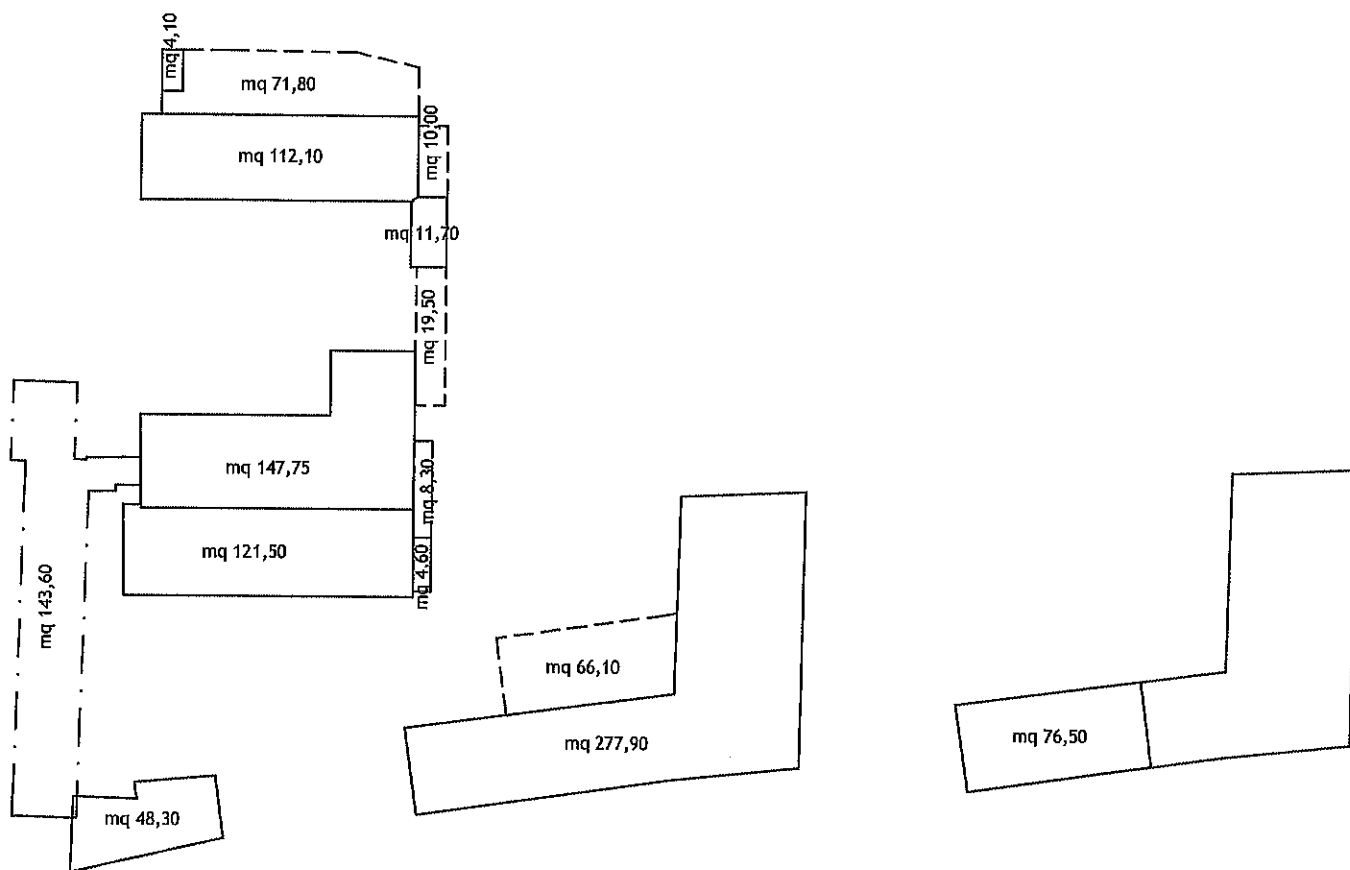 mq 4,10
mq 71,80
mq 10,00
mq 112,10
mq 11,70
mq 19,50
mq 147,75
mq 8,30
mq 121,50
mq 4.60
mq 143,60
mq 66,10
mq 277,90
mq 76,50
mq 48,30